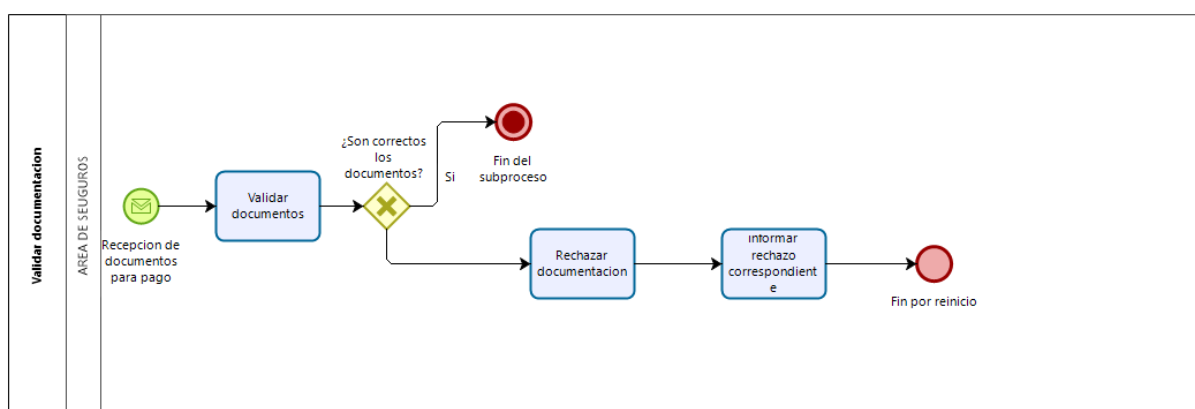 Validar documentacion
AREA DE SEUGUROS
Recepcion de
documentos
para pago
Validar
documentos
¿Son correctos
los
documentos?
Si
Fin del
subproceso
Rechazar
documentacion
Informar
rechazo
correspondient
e
Fin por reinicio